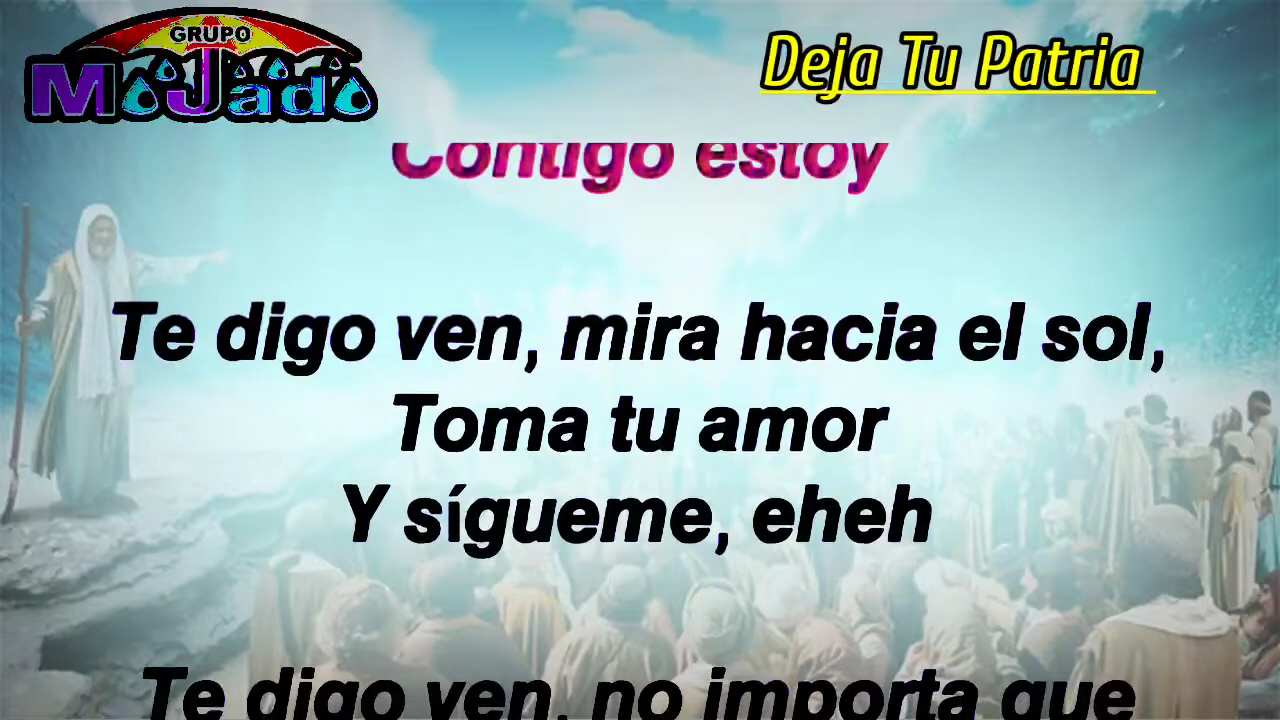 GRUPO
MoJado
Deja Tu Patria
Contigo estoy
Te digo ven, mira hacia el sol,
Toma tu amor
Y sígueme, eheh
Te digo ven, no importa que